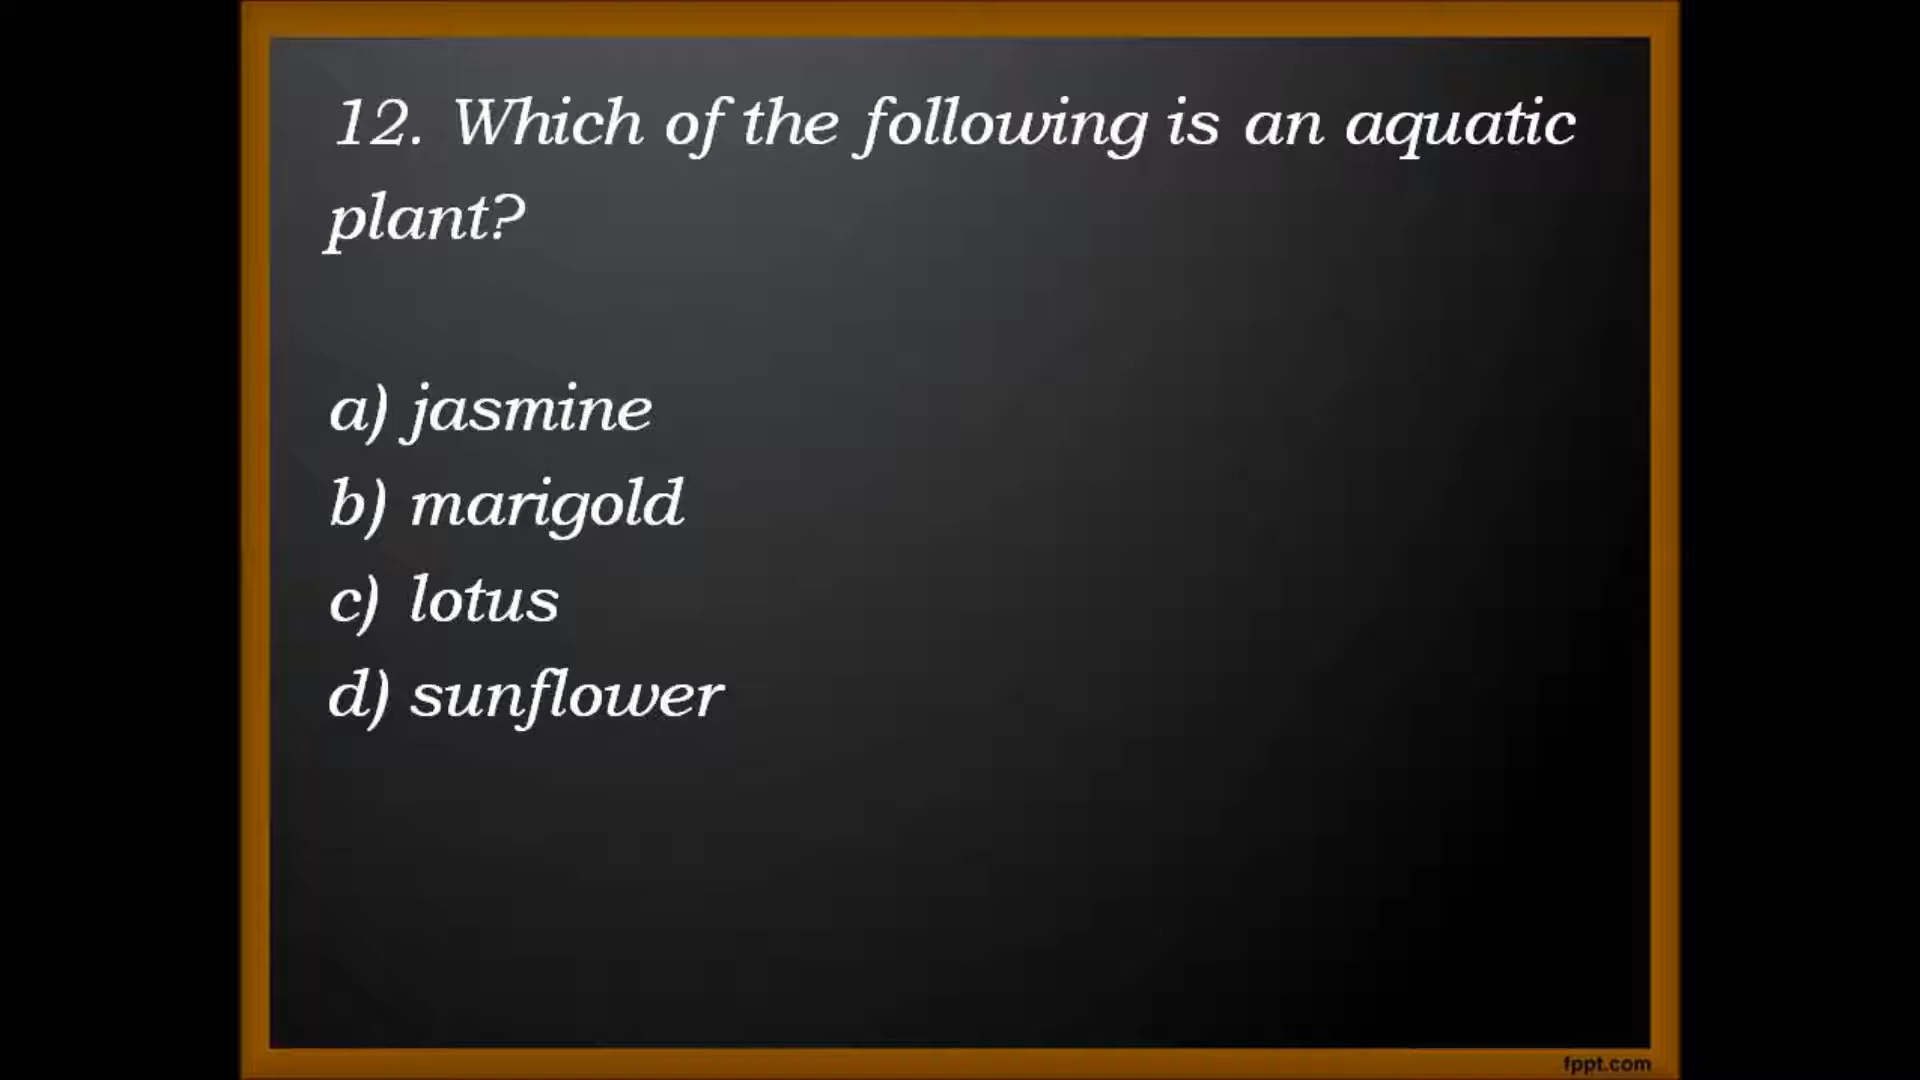 12. Which of the following is an aquatic
plant?
a) jasmine
b) marigold
c) lotus
d) sunflower
fppt.com